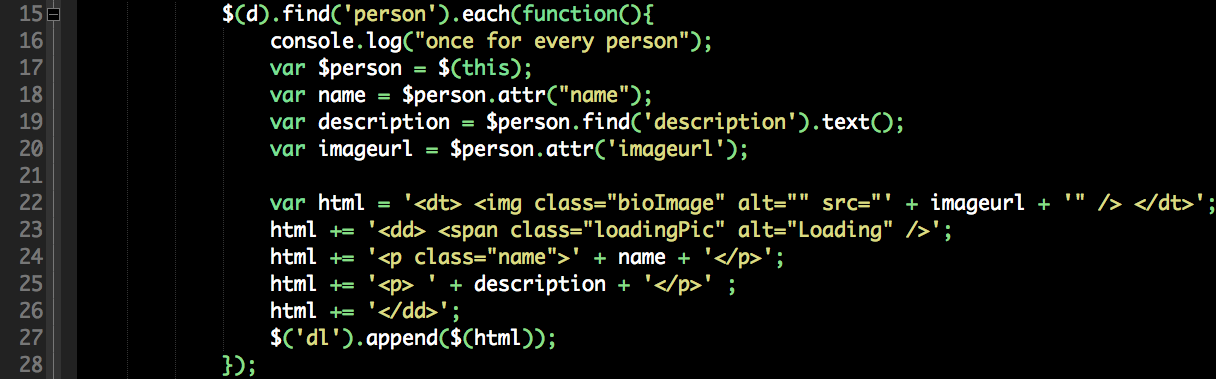 15 $(d).find('person').each(function(){
16 console.log("once for every person");
17 var $person = $(this);
18 var name = $person.attr("name");
19 var description = $person.find('description').text();
20 var imageurl = $person.attr('imageurl');
21
22 var html = '<dt> <img class="bioImage" alt="" src="' + imageurl + '" /> </dt>';
23 html += '<dd> <span class="loadingPic" alt="Loading" />';
24 html += '<p class="name">' + name + '</p>';
25 html += '<p> ' + description + '</p>' ;
26 html += '</dd>';
27 $('dl').append($(html));
28 });